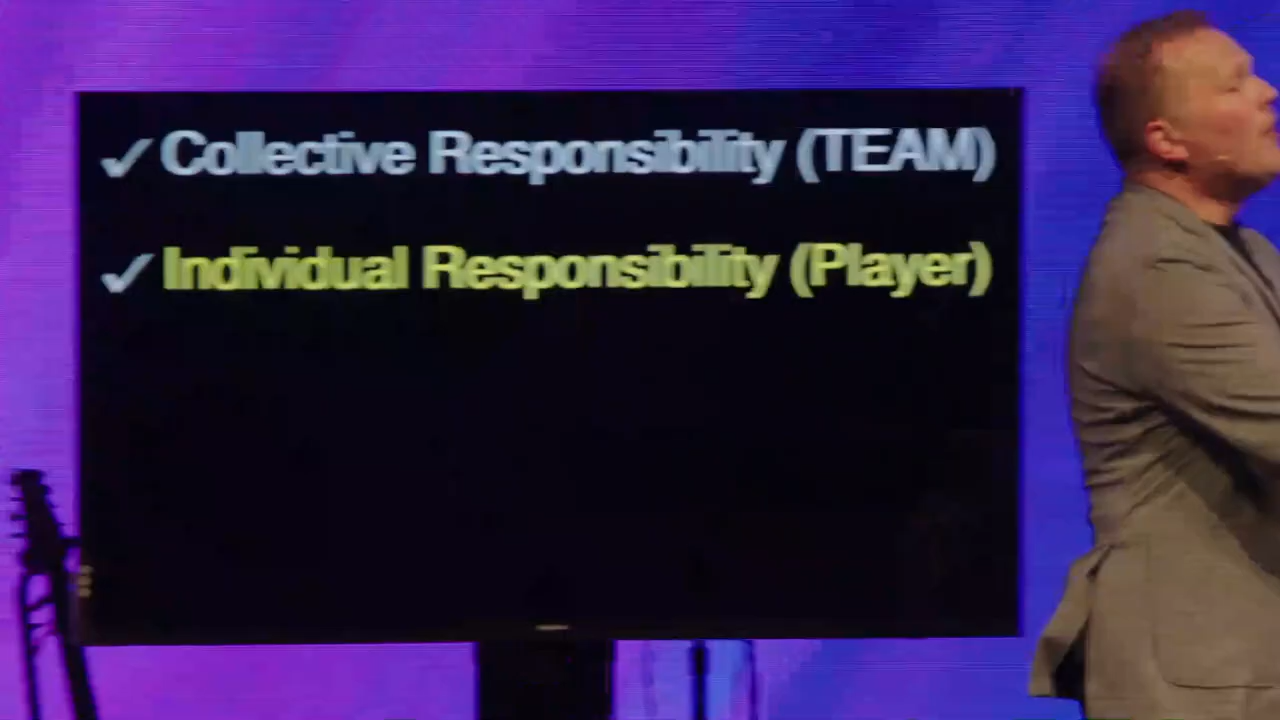 ✓ Collective Responsibility (TEAM)
✓ Individual Responsibility (Player)